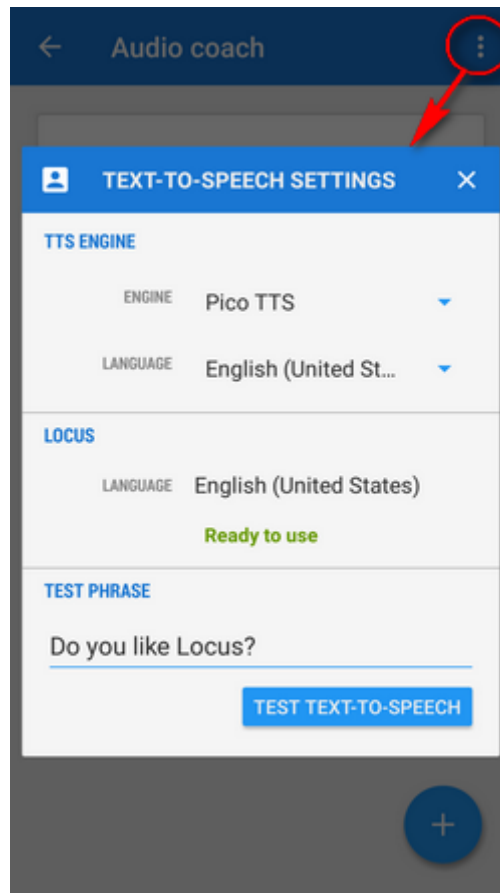 Audio coach
TEXT-TO-SPEECH SETTINGS
TTS ENGINE
ENGINE Pico TTS
LANGUAGE English (United St...
LOCUS
LANGUAGE English (United States)
Ready to use
TEST PHRASE
Do you like Locus?
TEST TEXT-TO-SPEECH